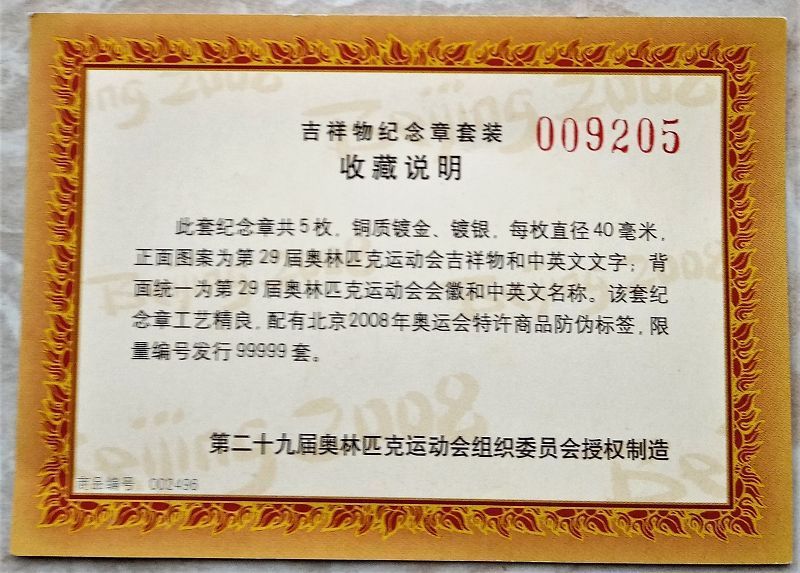 吉祥物纪念章套装 009205
收藏说明
此套纪念章共5枚，铜质镀金、镀银，每枚直径40毫米，
正面图案为第29届奥林匹克运动会吉祥物和中英文文字；背
面统一为第29届奥林匹克运动会会徽和中英文名称。该套纪
念章工艺精良，配有北京2008年奥运会特许商品防伪标签，限
量编号发行99999套。
第二十九届奥林匹克运动会组织委员会授权制造
商品编号：002496